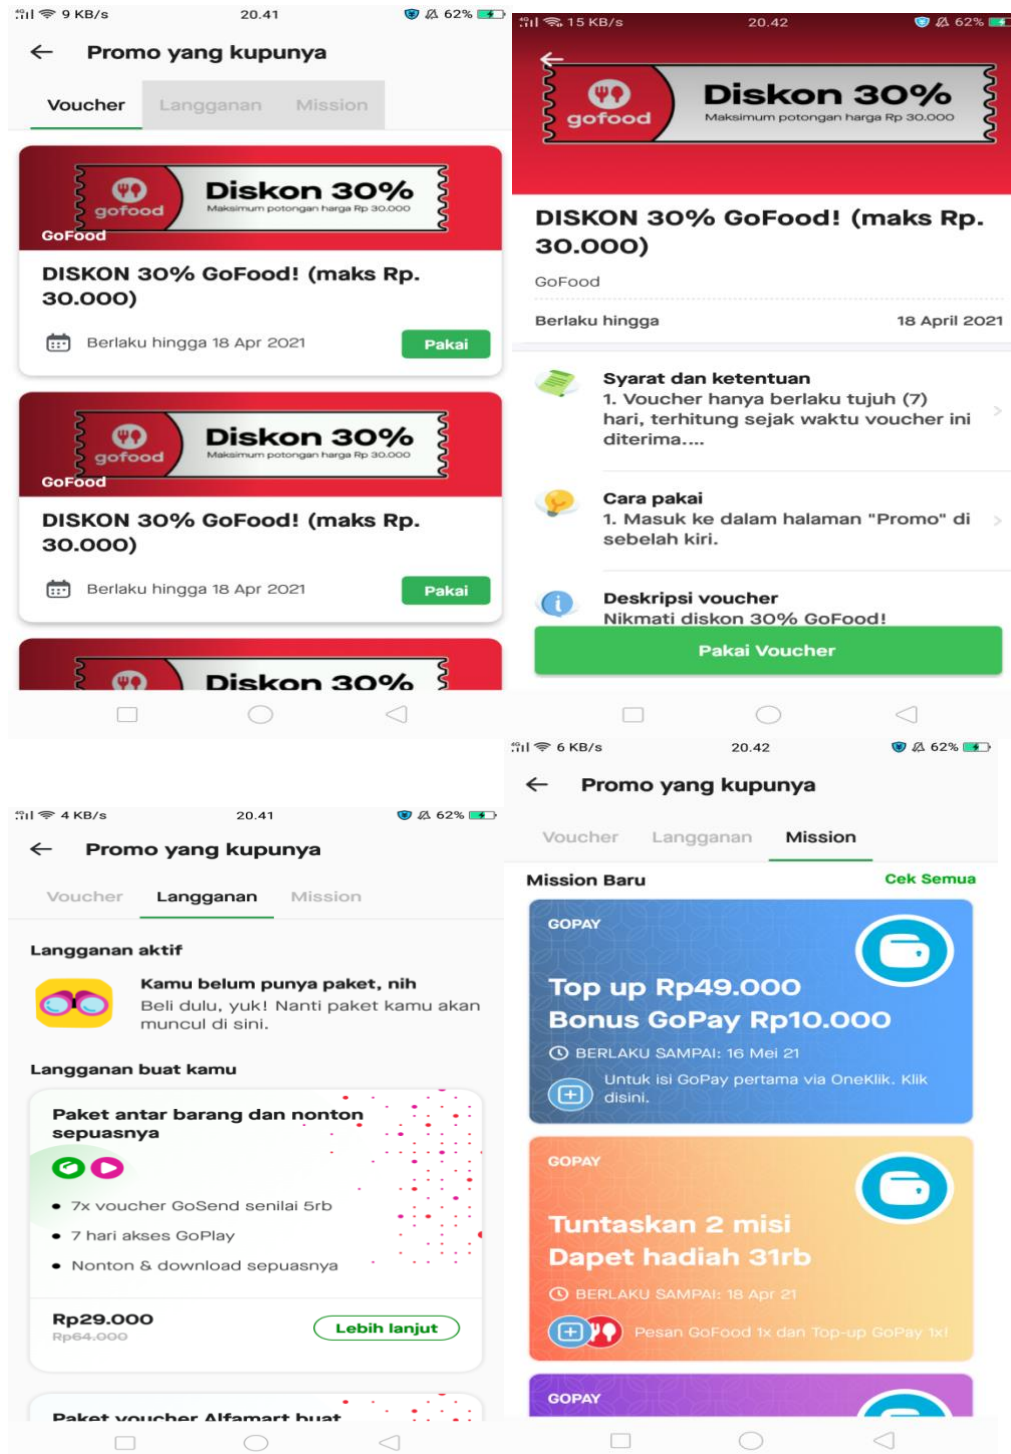 9 KB/s 20.41 62%
Promo yang kupunya
Voucher Langganan Mission
gofood
Diskon 30%
Maksimum potongan harga Rp 30.000
GoFood
DISKON 30% GoFood! (maks Rp.
30.000)
Berlaku hingga 18 Apr 2021
Pakai
gofood
Diskon 30%
Maksimum potongan harga Rp 30.000
GoFood
DISKON 30% GoFood! (maks Rp.
30.000)
Berlaku hingga 18 Apr 2021
Pakai
Diskon 30%
4G 15 KB/s 20.42 62%
gofood
Diskon 30%
Maksimum potongan harga Rp 30.000
DISKON 30% GoFood! (maks Rp.
30.000)
GoFood
Berlaku hingga 18 April 2021
Syarat dan ketentuan
1. Voucher hanya berlaku tujuh (7)
hari, terhitung sejak waktu voucher ini
diterima....
Cara pakai
1. Masuk ke dalam halaman "Promo" di
sebelah kiri.
Deskripsi voucher
Nikmati diskon 30% GoFood!
Pakai Voucher
4G 4 KB/s 20.41 62%
Promo yang kupunya
Voucher Langganan Mission
Langganan aktif
Kamu belum punya paket, nih
Beli dulu, yuk! Nanti paket kamu akan
muncul di sini.
Langganan buat kamu
Paket antar barang dan nonton
sepuasnya
• 7x voucher GoSend senilai 5rb
• 7 hari akses GoPlay
• Nonton & download sepuasnya
Rp29.000
Rp64.000
Lebih lanjut
Paket voucher Alfamart buat
4G 6 KB/s 20.42 62%
Promo yang kupunya
Voucher Langganan Mission
Mission Baru Cek Semua
GOPAY
Top up Rp49.000
Bonus GoPay Rp10.000
BERLAKU SAMPAI: 16 Mei 21
Untuk isi GoPay pertama via OneKlik. Klik
disini.
GOPAY
Tuntaskan 2 misi
Dapet hadiah 31rb
BERLAKU SAMPAI: 18 Apr 21
Pesan GoFood 1x dan Top-up GoPay 1x!
GOPAY